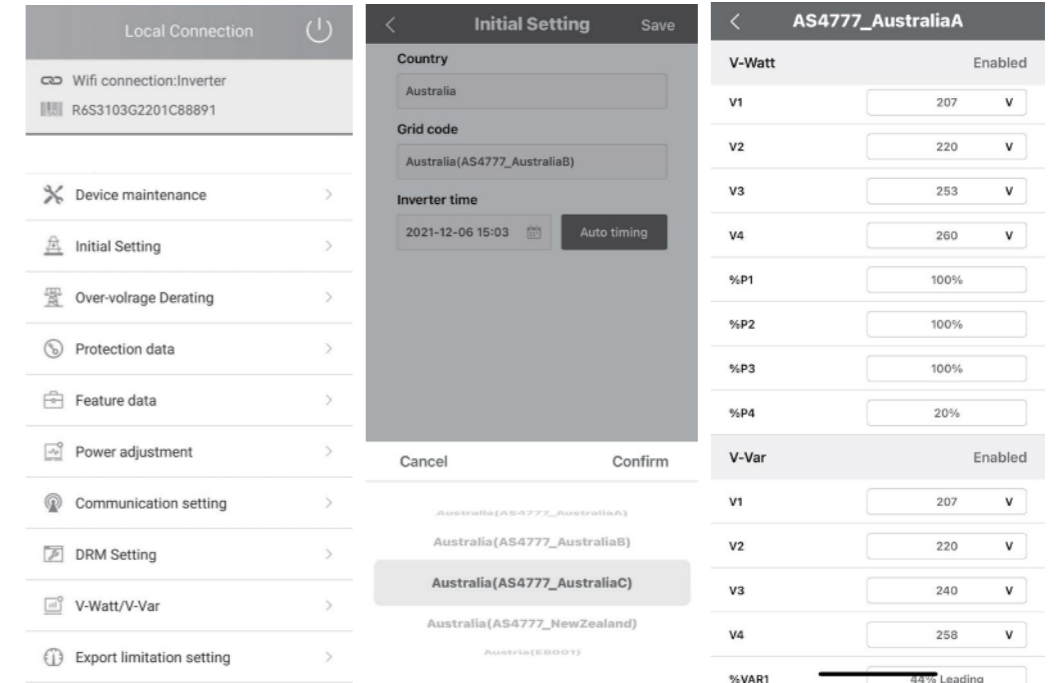 Local Connection
Wifi connection:Inverter
R6S3103G2201C88891
Device maintenance
Initial Setting
Over-volrage Derating
Protection data
Feature data
Power adjustment
Communication setting
DRM Setting
V-Watt/V-Var
Export limitation setting
Initial Setting Save
Country
Australia
Grid code
Australia(AS4777_AustraliaB)
Inverter time
2021-12-06 15:03 Auto timing
Cancel Confirm
Australia(AS4777_AustraliaA)
Australia(AS4777_AustraliaB)
Australia(AS4777_AustraliaC)
Australia(AS4777_NewZealand)
Austria(EB001)
AS4777_AustraliaA
V-Watt Enabled
V1 207 V
V2 220 V
V3 253 V
V4 260 V
%P1 100%
%P2 100%
%P3 100%
%P4 20%
V-Var Enabled
V1 207 V
V2 220 V
V3 240 V
V4 258 V
%VAR1 44% Leading